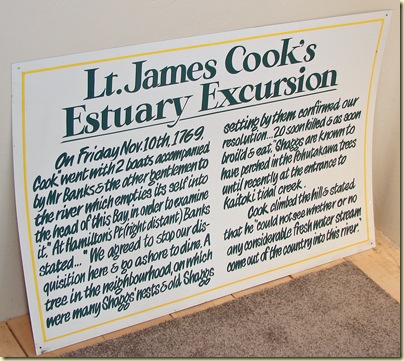 Lt. James Cook's
Estuary Excursion
On Friday Nov. 10th, 1769,
Cook "went with 2 boats accompanied
by Mr Banks & the other gentlemen to
the river which empties its self into
the head of this Bay, in order to examine
it." At Hamiltons Pt (right distant) Banks
stated... "We agreed to stop our dis-
quisition here & go ashore to dine. A
tree in the neighbourhood, on which
were many Shaggs' nests & old Shaggs
setting by them confirmed our
resolution... 20 soon killed & as soon
broild & eat." Shaggs are known to
have perched in the Pohutakawa trees
until recently at the entrance to
Kaitoki tidal creek.
Cook climbed the hill & stated
that he "could not see whether or no
any considerable fresh water stream
come out of the country into this river."